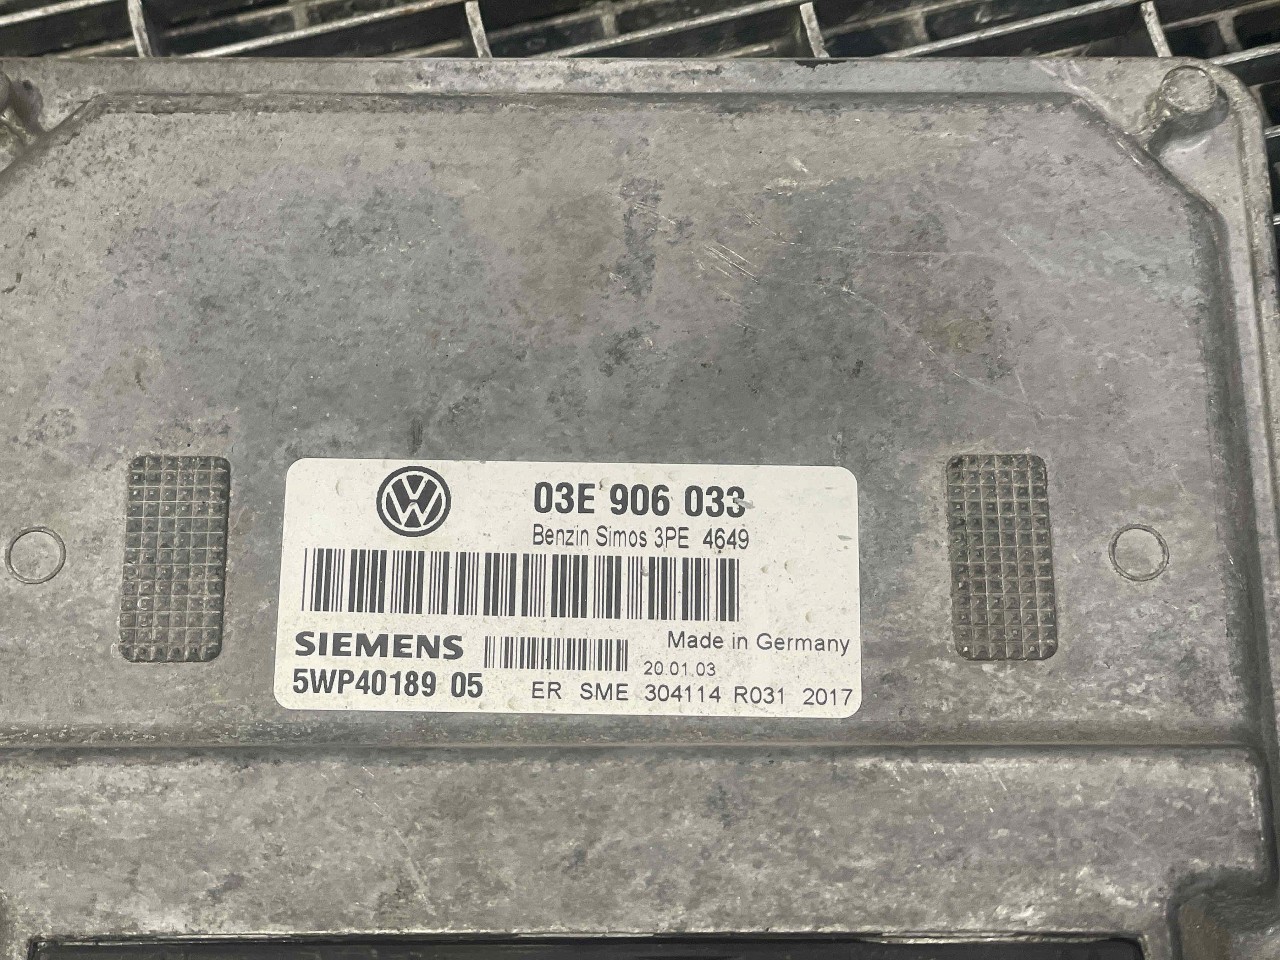 03E 906 033
Benzin Simos 3PE 4649
SIEMENS
Made in Germany
20.01.03
5WP40189 05
ER SME 304114 R031 2017